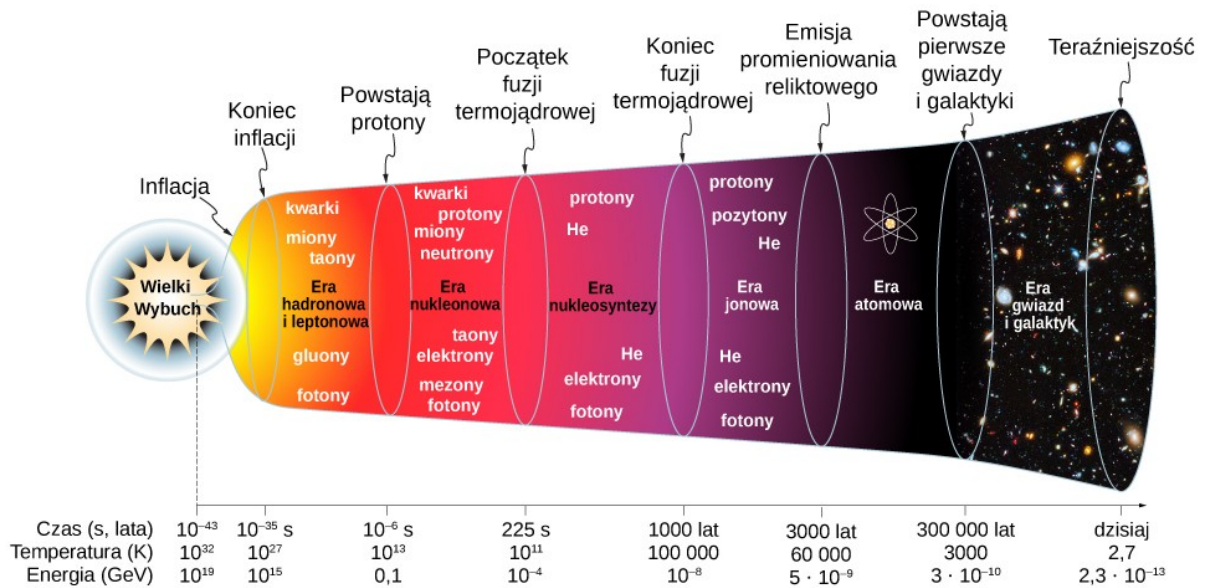 Inflacja
Koniec
inflacji
Powstają
protony
Początek
fuzji
termojądrowej
Koniec
fuzji
termojądrowej
Emisja
promieniowania
reliktowego
Powstają
pierwsze
gwiazdy
i galaktyki
Teraźniejszość
Wielki
Wybuch
kwarki
miony
taony
Era
hadronowa
i leptonowa
gluony
fotony
kwarki
protony
miony
neutrony
Era
nukleonowa
taony
elektrony
mezony
fotony
protony
He
Era
nukleosyntezy
He
elektrony
fotony
protony
pozytony
He
Era
jonowa
He
elektrony
fotony
Era
atomowa
Era
gwiazd
i galaktyk
Czas (s, lata) 10⁻⁴³ 10⁻³⁵ s 10⁻⁶ s 225 s 1000 lat 3000 lat 300 000 lat dzisiaj
Temperatura (K) 10³² 10²⁷ 10¹³ 10¹¹ 100 000 60 000 3000 2,7
Energia (GeV) 10¹⁹ 10¹⁵ 0,1 10⁻⁴ 10⁻⁸ 5 · 10⁻⁹ 3 · 10⁻¹⁰ 2,3 · 10⁻¹³